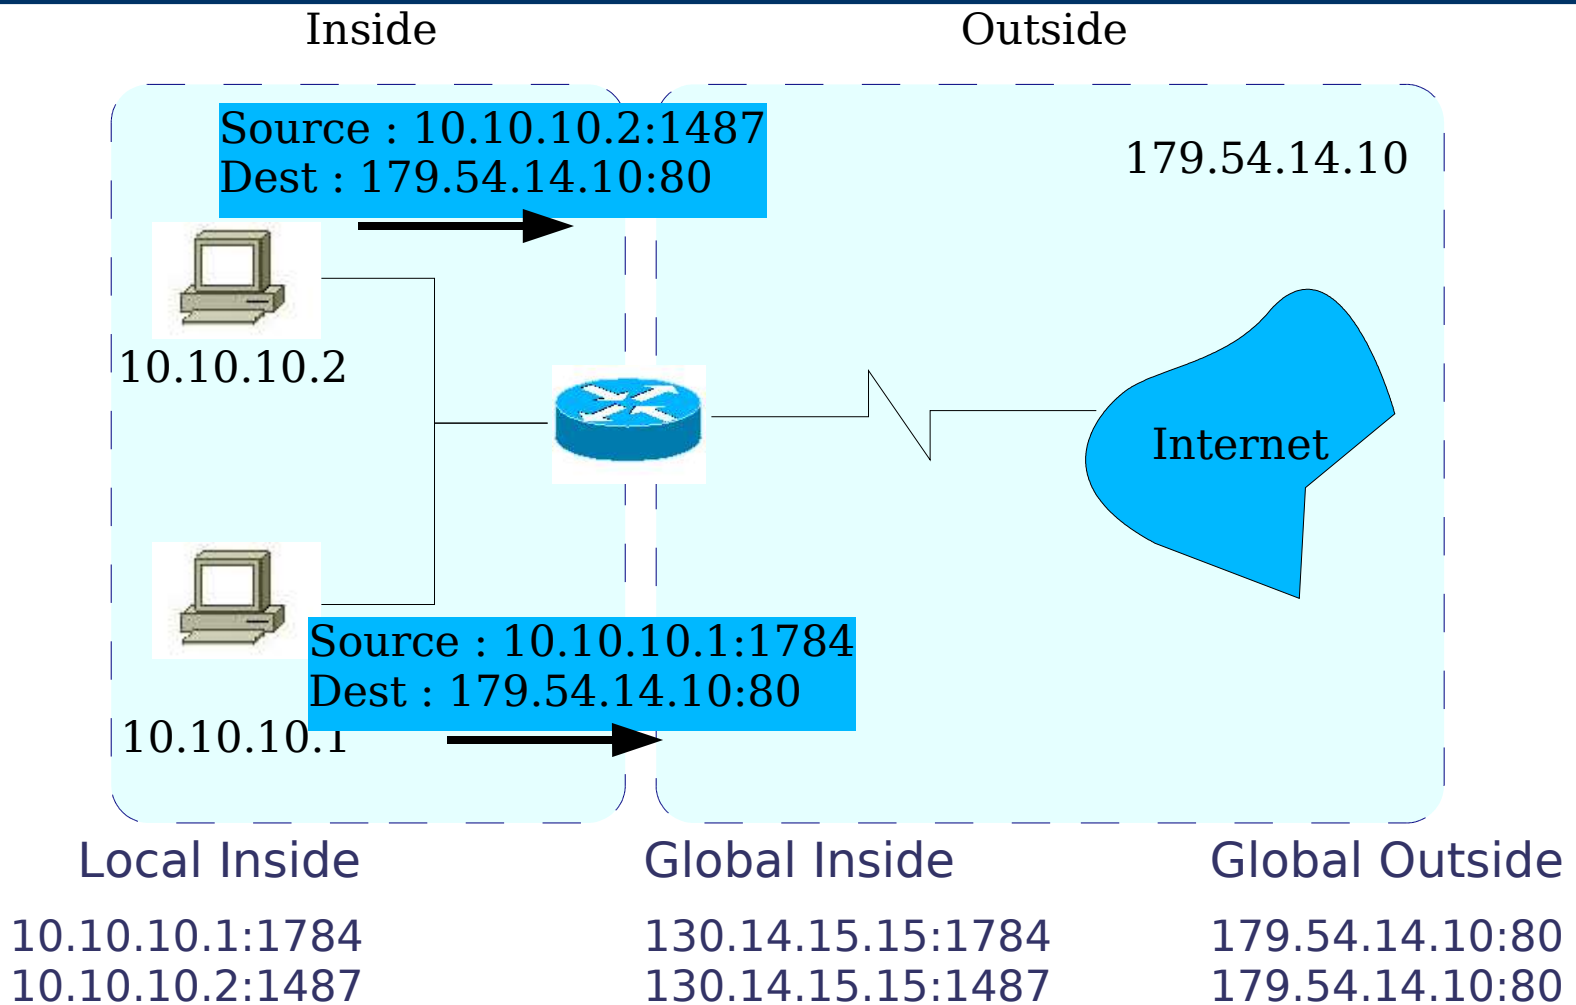 Inside
Outside
Source : 10.10.10.2:1487
Dest : 179.54.14.10:80
179.54.14.10
10.10.10.2
Internet
Source : 10.10.10.1:1784
Dest : 179.54.14.10:80
10.10.10.1
Local Inside
Global Inside
Global Outside
10.10.10.1:1784
130.14.15.15:1784
179.54.14.10:80
10.10.10.2:1487
130.14.15.15:1487
179.54.14.10:80